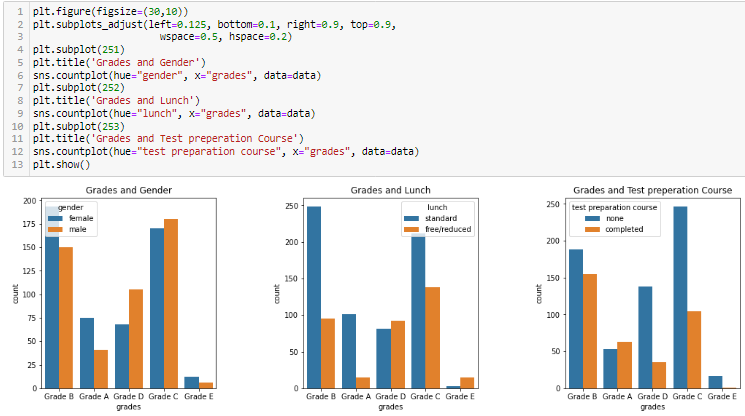 1 plt.figure(figsize=(30,10))
2 plt.subplots_adjust(left=0.125, bottom=0.1, right=0.9, top=0.9,
3 wspace=0.5, hspace=0.2)
4 plt.subplot(251)
5 plt.title('Grades and Gender')
6 sns.countplot(hue="gender", x="grades", data=data)
7 plt.subplot(252)
8 plt.title('Grades and Lunch')
9 sns.countplot(hue="lunch", x="grades", data=data)
10 plt.subplot(253)
11 plt.title('Grades and Test preperation Course')
12 sns.countplot(hue="test preparation course", x="grades", data=data)
13 plt.show()
Grades and Gender
200
175
150
125
100
75
50
25
0
count
gender
female
male
Grade B Grade A Grade D Grade C Grade E
grades
Grades and Lunch
250
200
150
100
50
0
count
lunch
standard
free/reduced
Grade B Grade A Grade D Grade C Grade E
grades
Grades and Test preperation Course
250
200
150
100
50
0
count
test preparation course
none
completed
Grade B Grade A Grade D Grade C Grade E
grades